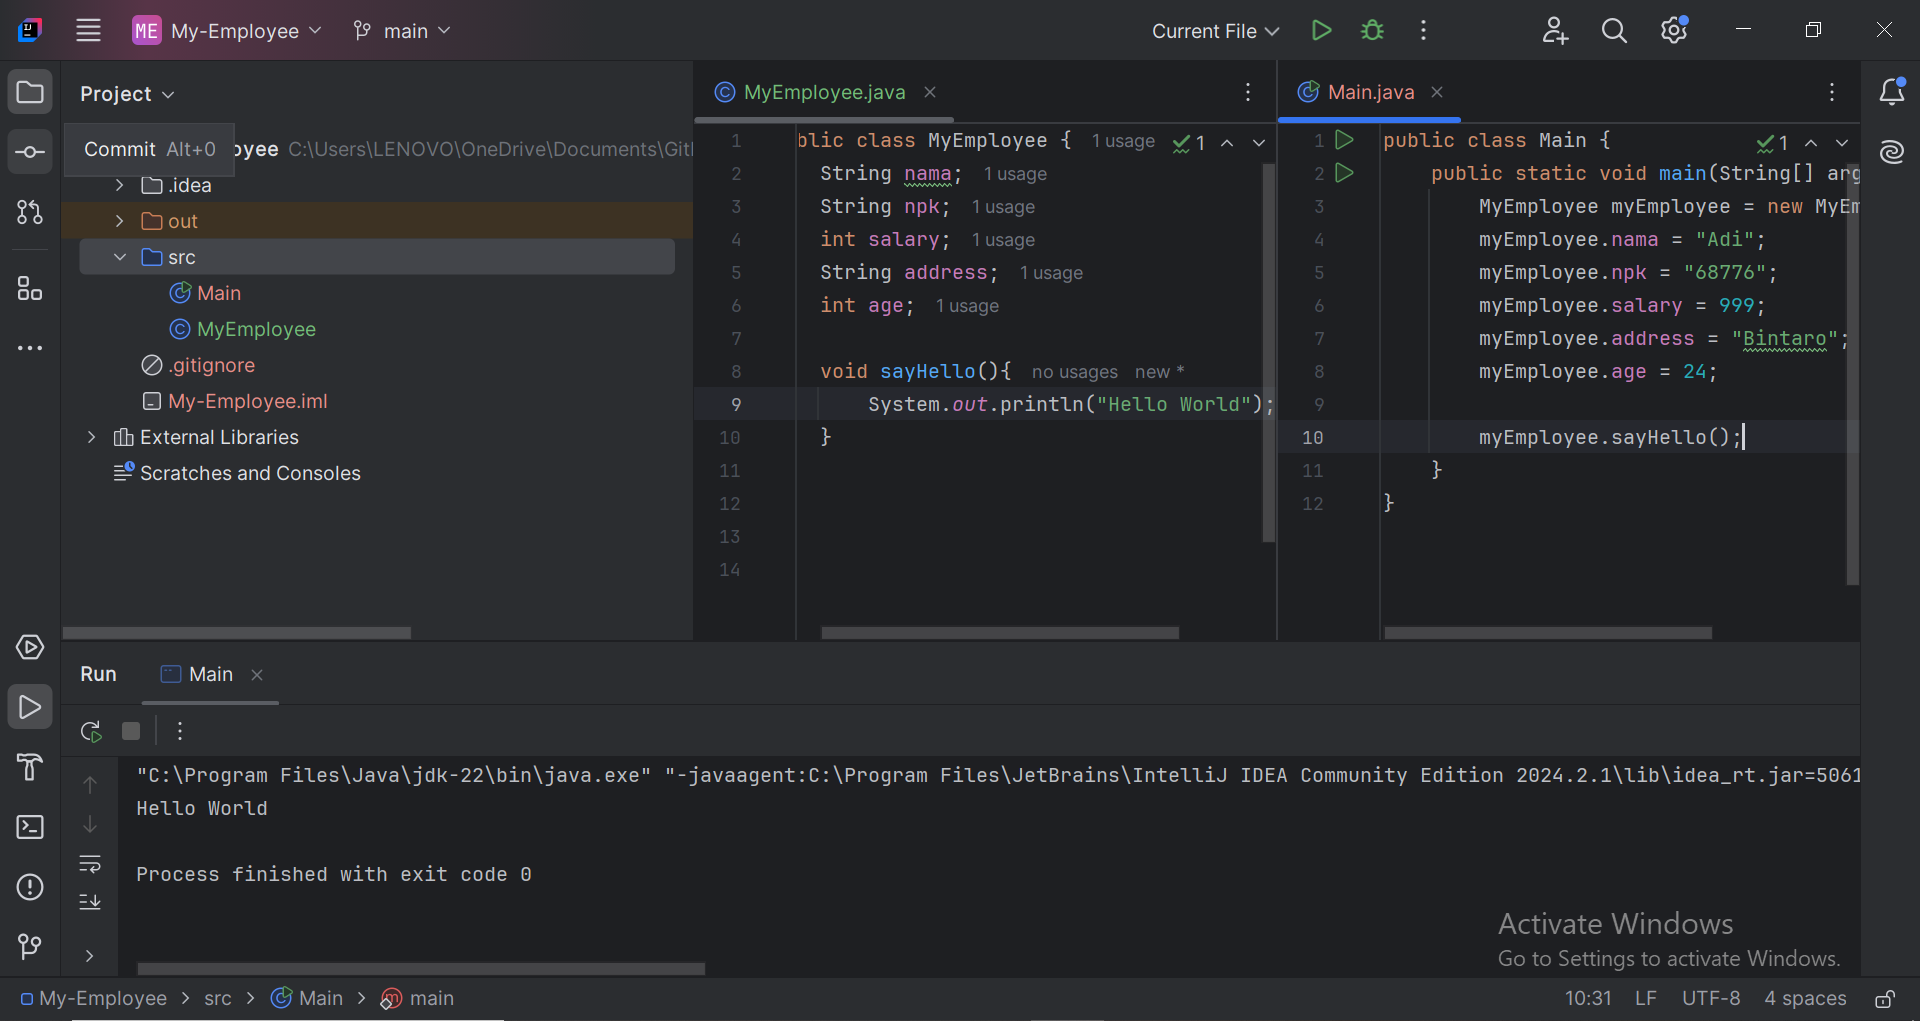 ME My-Employee main Current File
Project
Commit Alt+0 oyee C:\Users\LENOVO\OneDrive\Documents\Git
.idea
out
src
Main
MyEmployee
.gitignore
My-Employee.iml
External Libraries
Scratches and Consoles
MyEmployee.java
1 blic class MyEmployee { 1 usage 1
2 String nama; 1 usage
3 String npk; 1 usage
4 int salary; 1 usage
5 String address; 1 usage
6 int age; 1 usage
7
8 void sayHello(){ no usages new *
9 System.out.println("Hello World");
10 }
11
12
13
14
Main.java
1 public class Main { 1
2 public static void main(String[] arg
3 MyEmployee myEmployee = new MyEm
4 myEmployee.nama = "Adi";
5 myEmployee.npk = "68776";
6 myEmployee.salary = 999;
7 myEmployee.address = "Bintaro";
8 myEmployee.age = 24;
9
10 myEmployee.sayHello();
11 }
12 }
Run Main
"C:\Program Files\Java\jdk-22\bin\java.exe" "-javaagent:C:\Program Files\JetBrains\IntelliJ IDEA Community Edition 2024.2.1\lib\idea_rt.jar=5061
Hello World
Process finished with exit code 0
Activate Windows
Go to Settings to activate Windows.
My-Employee > src > Main > main 10:31 LF UTF-8 4 spaces